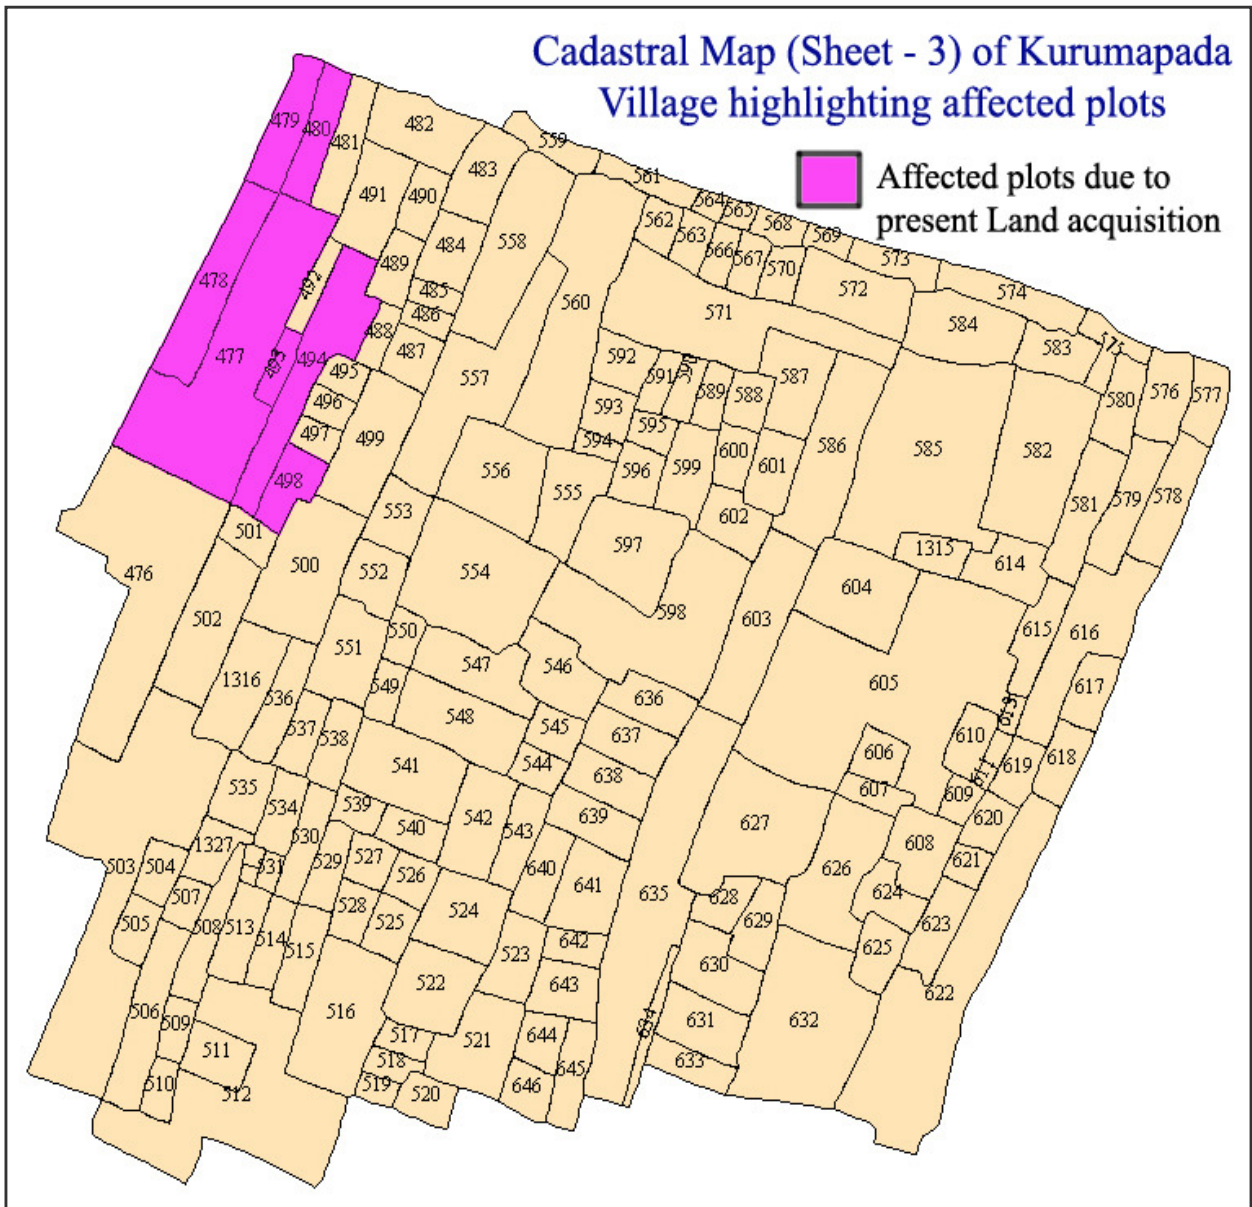 Cadastral Map (Sheet - 3) of Kurumapada
Village highlighting affected plots
Affected plots due to
present Land acquisition
479 480 481 482 483 559 561
491 490 558 564 565 568 569 573 574
562 563 566 567 570 572
478 492 489 484 485 486 560 571 584 583 575
477 493 494 488 487 495 496 497 499 498
557 592 591 590 589 588 587 580 576 577
593 594 595 596 599 600 601 586 585 582 581 579 578
556 555 553 602 597
476 501 500 552 554 598 603 604 1315 614
502 551 550 547 546 605 615 616 617
1316 536 537 538 549 548 545 544 636 637 638 639
541 606 607 610 613 611 609 619 618 620
535 534 530 539 540 542 543 627 626 608 621
503 504 1327 531 529 527 526 640 641 635 628 624
505 507 508 513 514 515 528 525 524 523 642 629 625 623
506 509 516 522 643 630 622
511 517 521 644 634 631 632
510 512 518 519 520 646 645 633